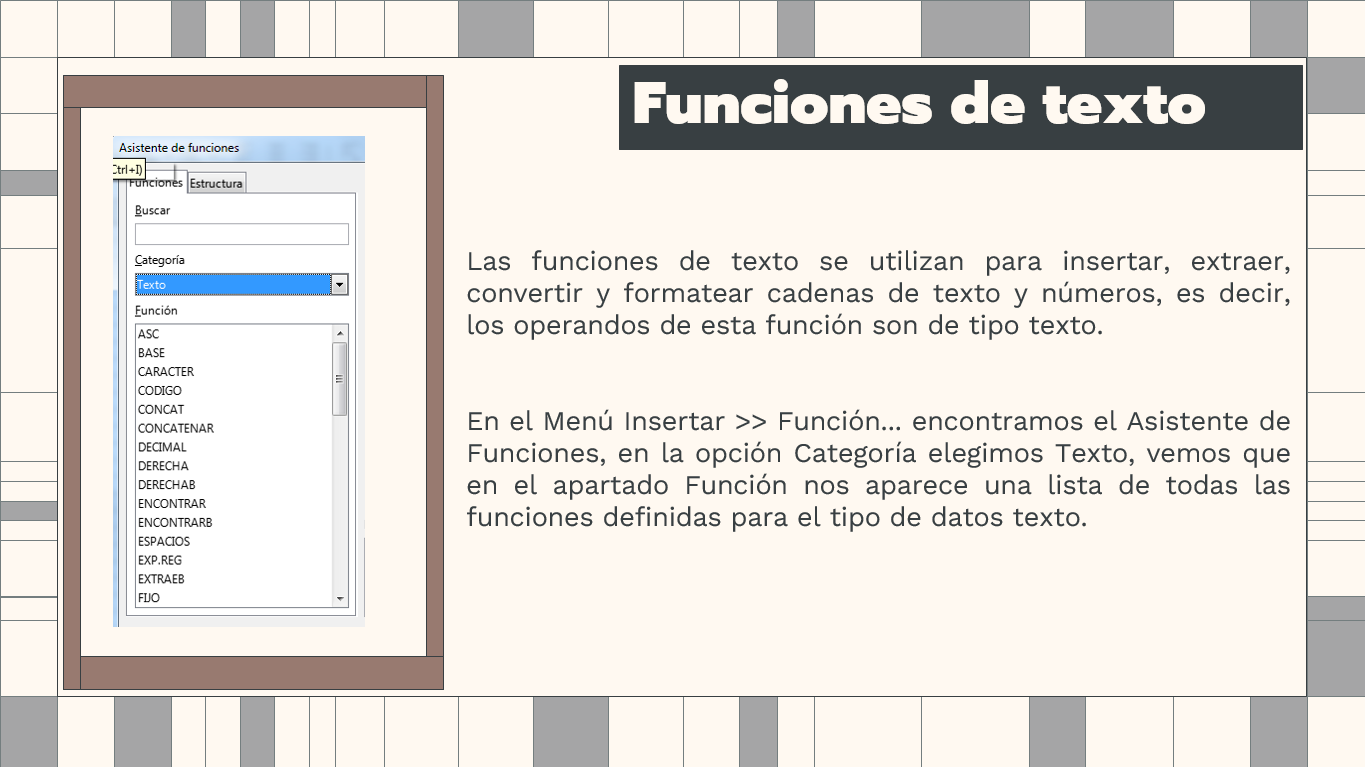 Funciones de texto
Asistente de funciones
Ctrl+I)
Funciones Estructura
Buscar
Categoría
Texto
Función
ASC
BASE
CARACTER
CODIGO
CONCAT
CONCATENAR
DECIMAL
DERECHA
DERECHAB
ENCONTRAR
ENCONTRARB
ESPACIOS
EXP.REG
EXTRAEB
FIJO
Las funciones de texto se utilizan para insertar, extraer,
convertir y formatear cadenas de texto y números, es decir,
los operandos de esta función son de tipo texto.
En el Menú Insertar >> Función... encontramos el Asistente de
Funciones, en la opción Categoría elegimos Texto, vemos que
en el apartado Función nos aparece una lista de todas las
funciones definidas para el tipo de datos texto.